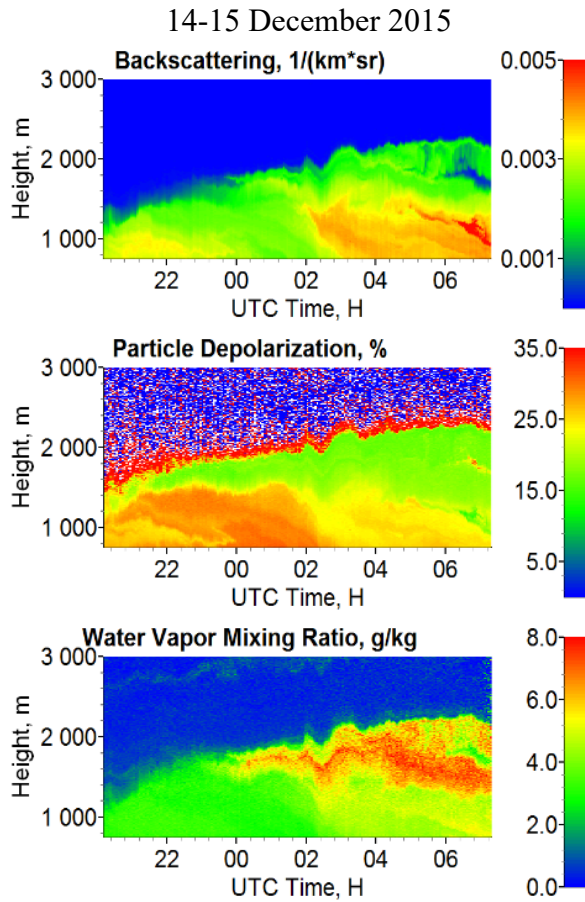 14-15 December 2015
Backscattering, 1/(km*sr)
3 000
2 000
1 000
Height, m
22 00 02 04 06
UTC Time, H
0.005
0.003
0.001
Particle Depolarization, %
3 000
2 000
1 000
Height, m
22 00 02 04 06
UTC Time, H
35.0
25.0
15.0
5.0
Water Vapor Mixing Ratio, g/kg
3 000
2 000
1 000
Height, m
22 00 02 04 06
UTC Time, H
8.0
6.0
4.0
2.0
0.0